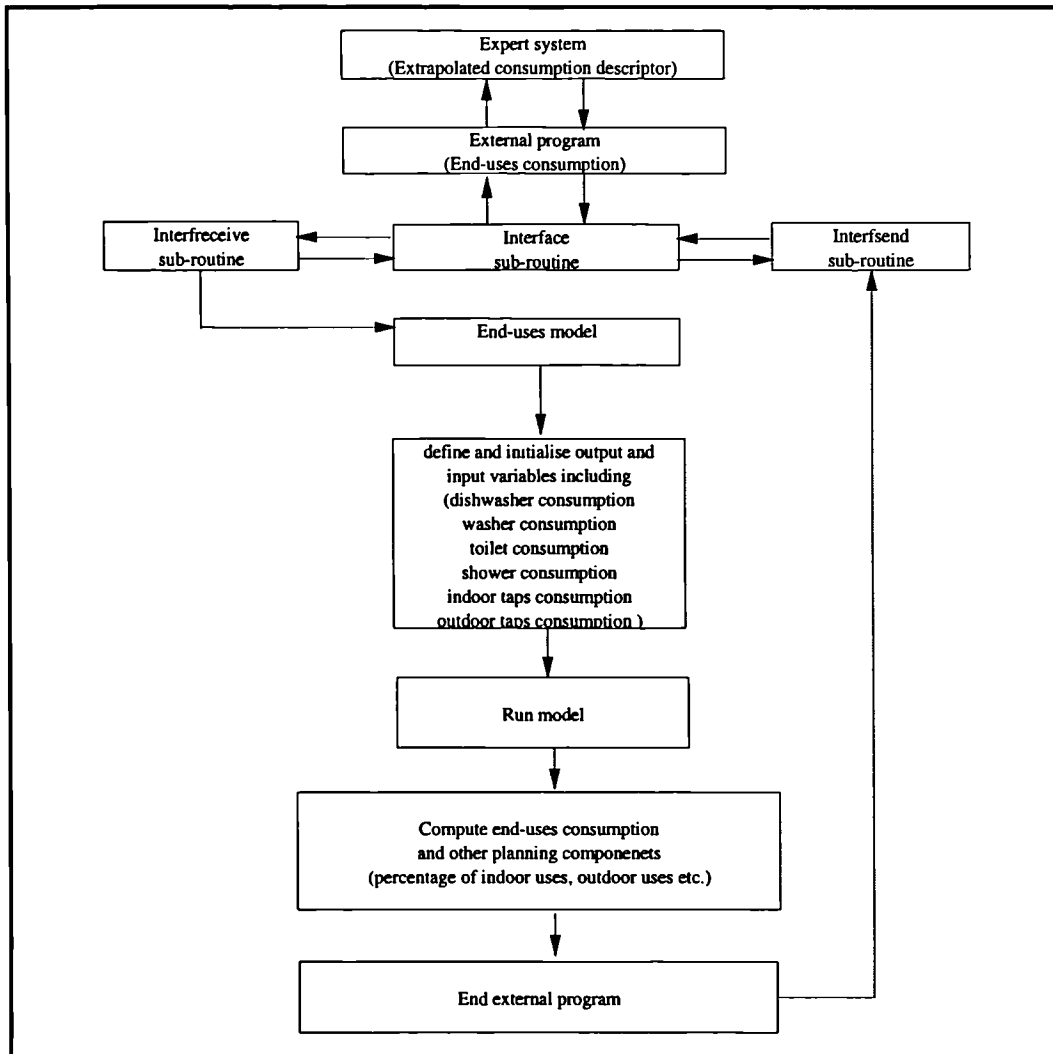 Expert system
(Extrapolated consumption descriptor)
External program
(End-uses consumption)
Interfreceive
sub-routine
Interface
sub-routine
Interfsend
sub-routine
End-uses model
define and initialise output and
input variables including
(dishwasher consumption
washer consumption
toilet consumption
shower consumption
indoor taps consumption
outdoor taps consumption )
Run model
Compute end-uses consumption
and other planning componenets
(percentage of indoor uses, outdoor uses etc.)
End external program